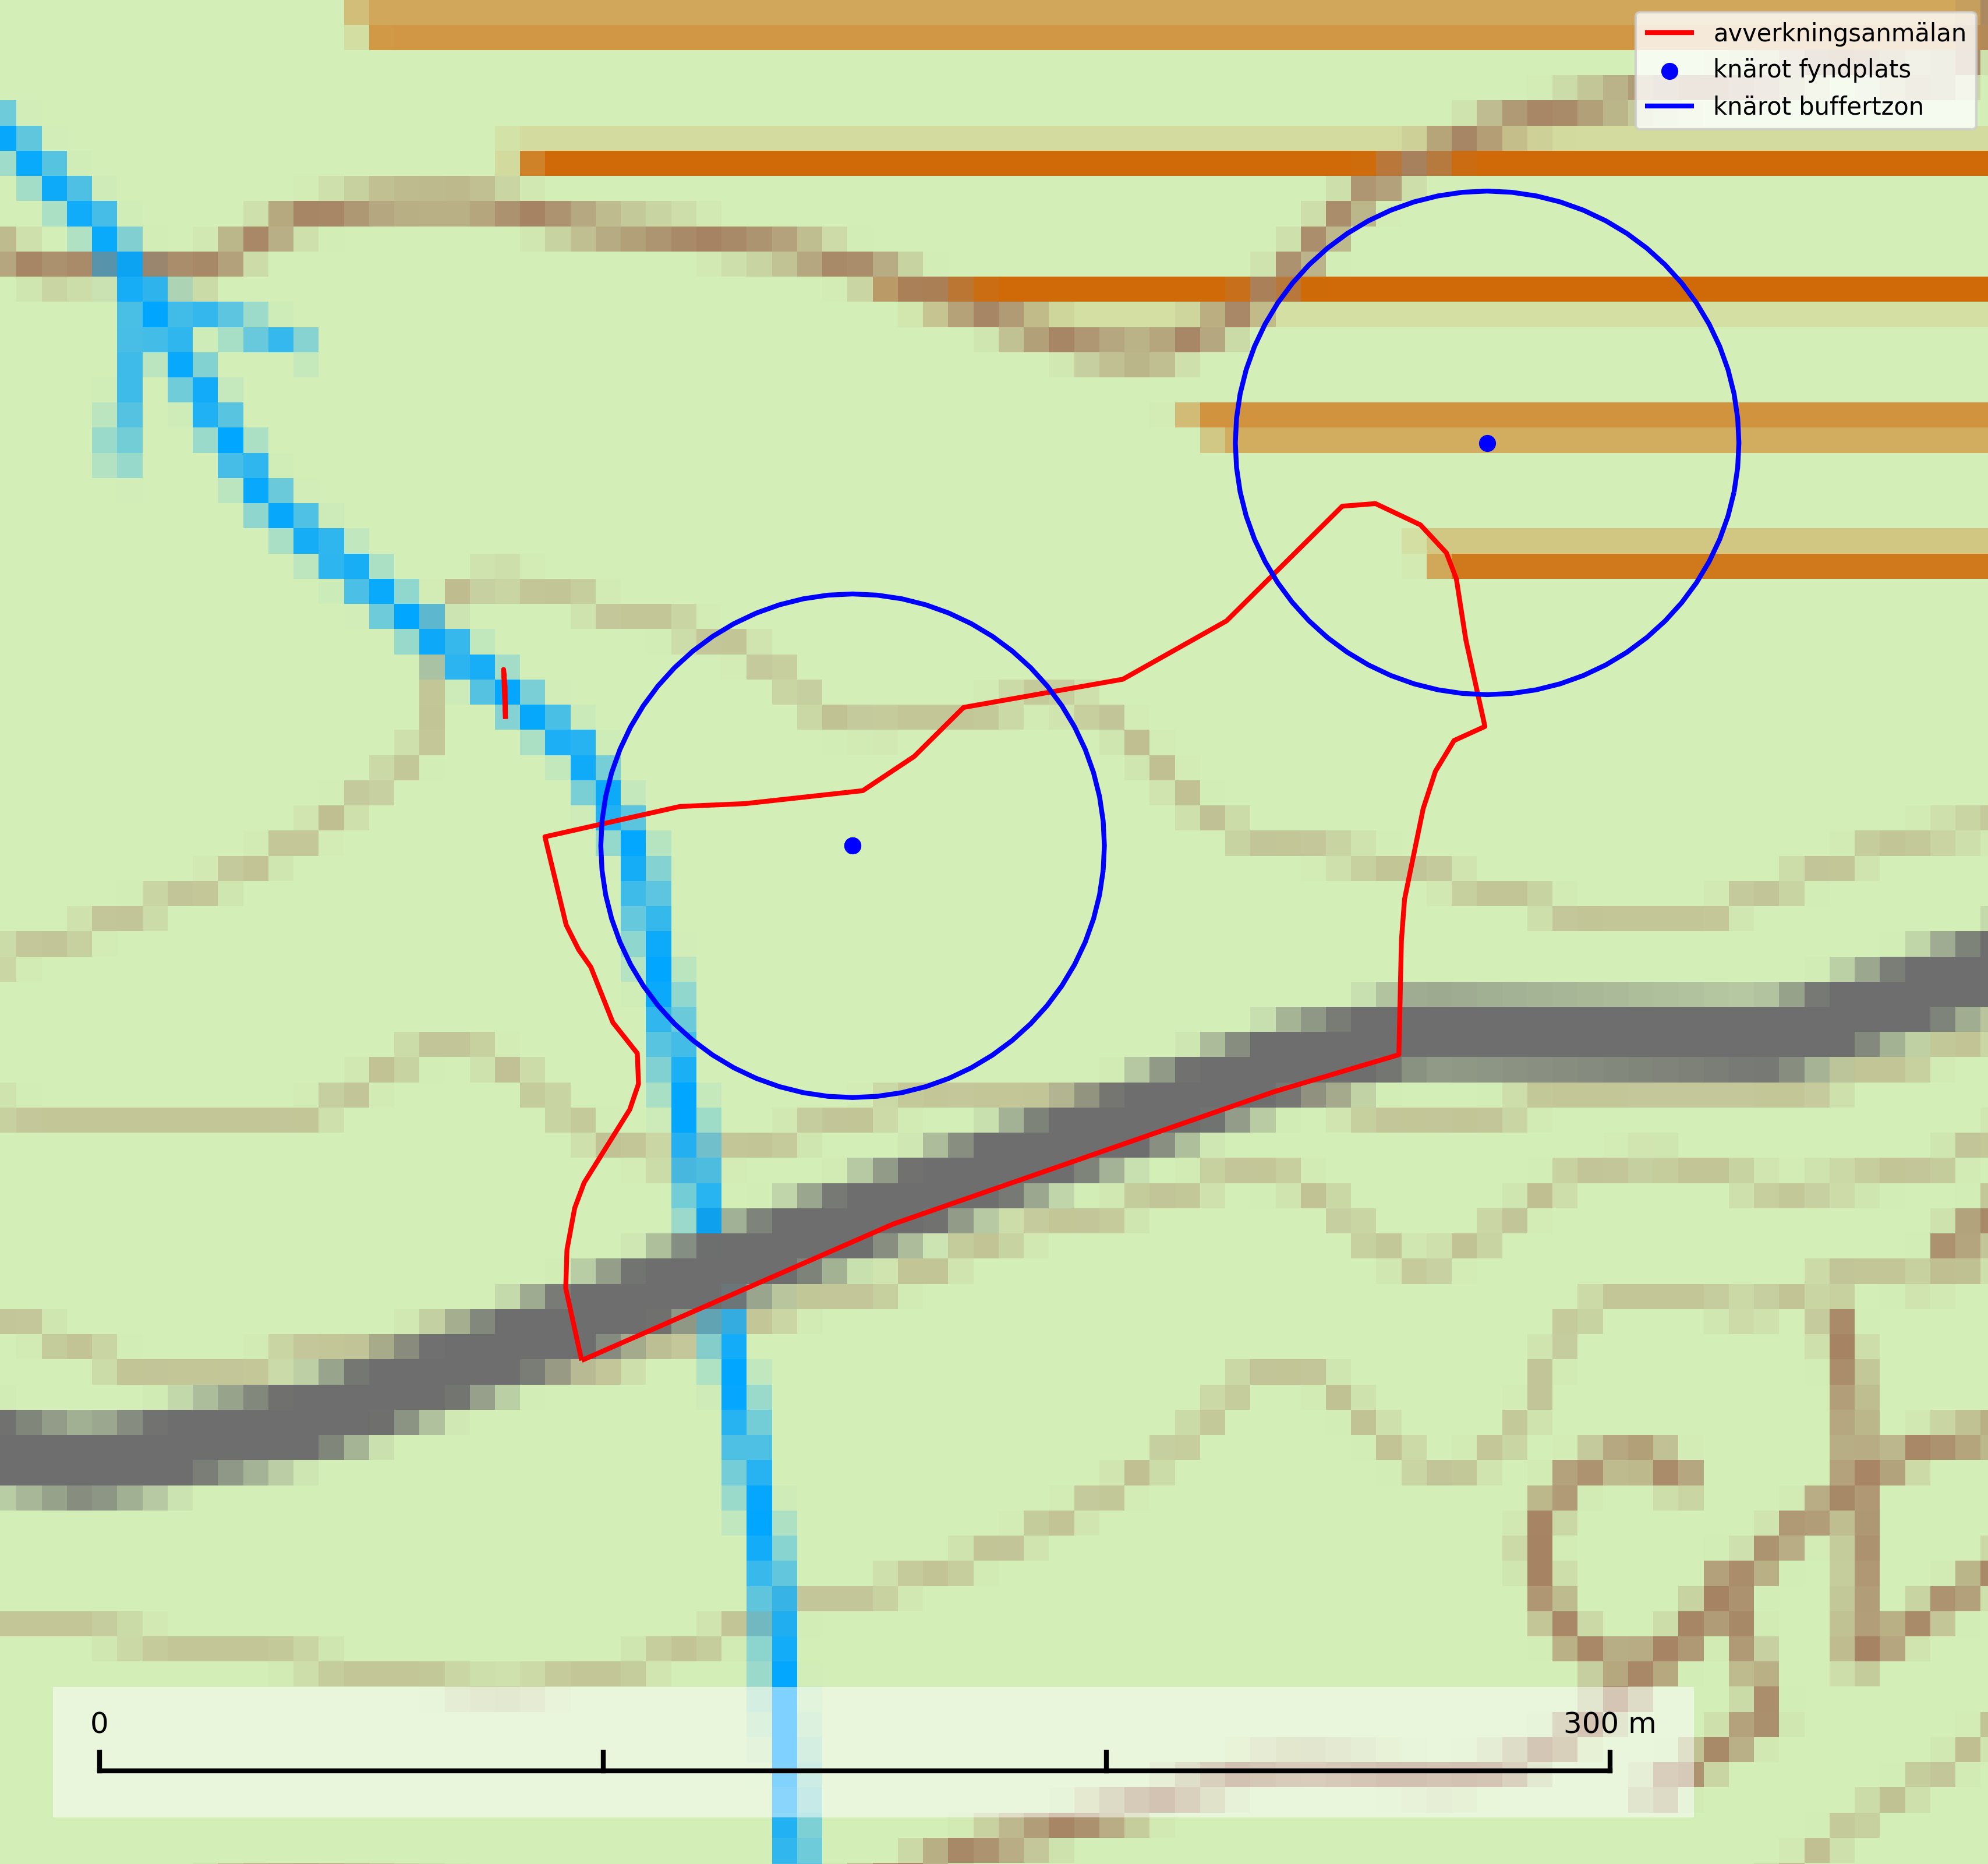 avverkningsanmälan
knärot fyndplats
knärot buffertzon
0 300 m